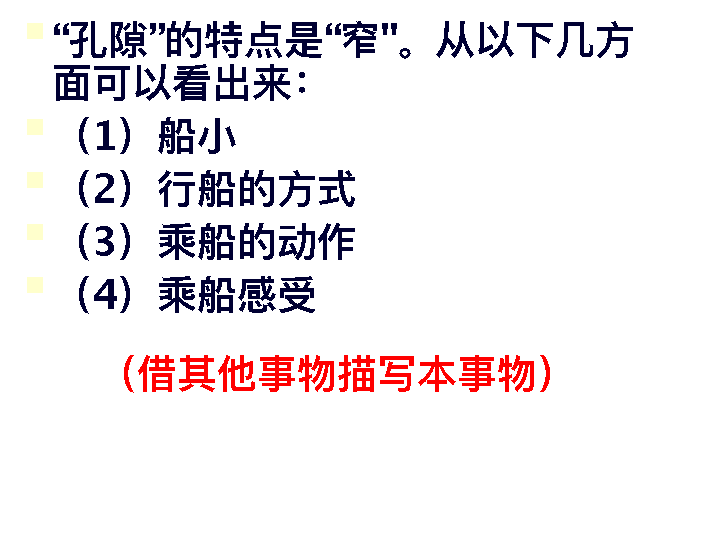 “孔隙”的特点是“窄"。从以下几方
面可以看出来：
（1）船小
（2）行船的方式
（3）乘船的动作
（4）乘船感受
（借其他事物描写本事物）